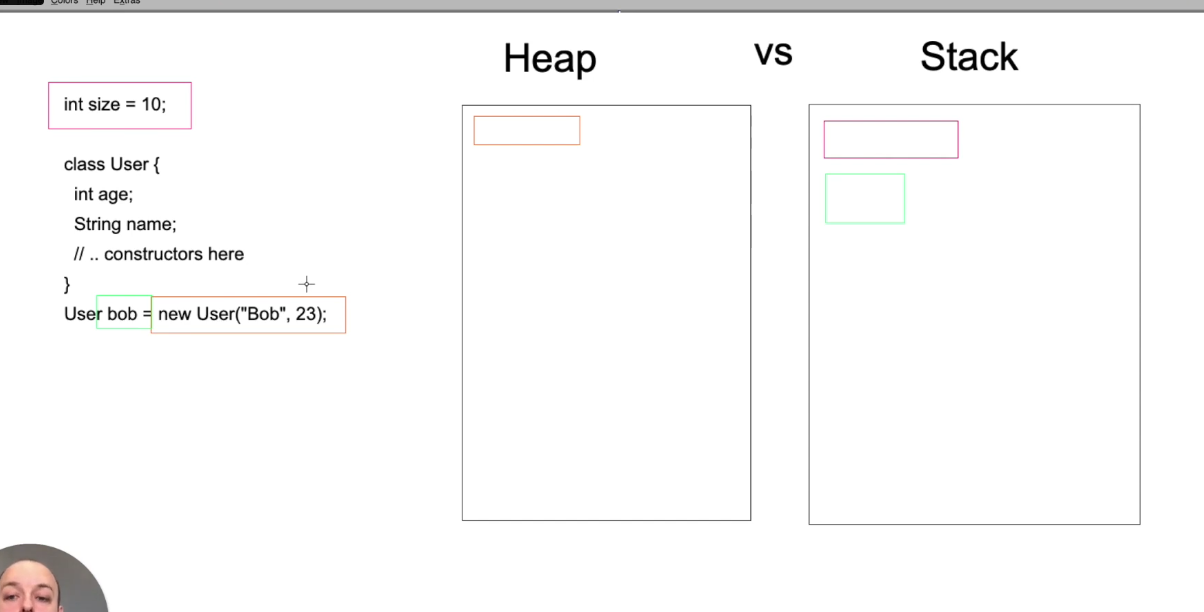 Colors Help Extras
Heap vs Stack
int size = 10;
class User {
int age;
String name;
// .. constructors here
}
User bob = new User("Bob", 23);